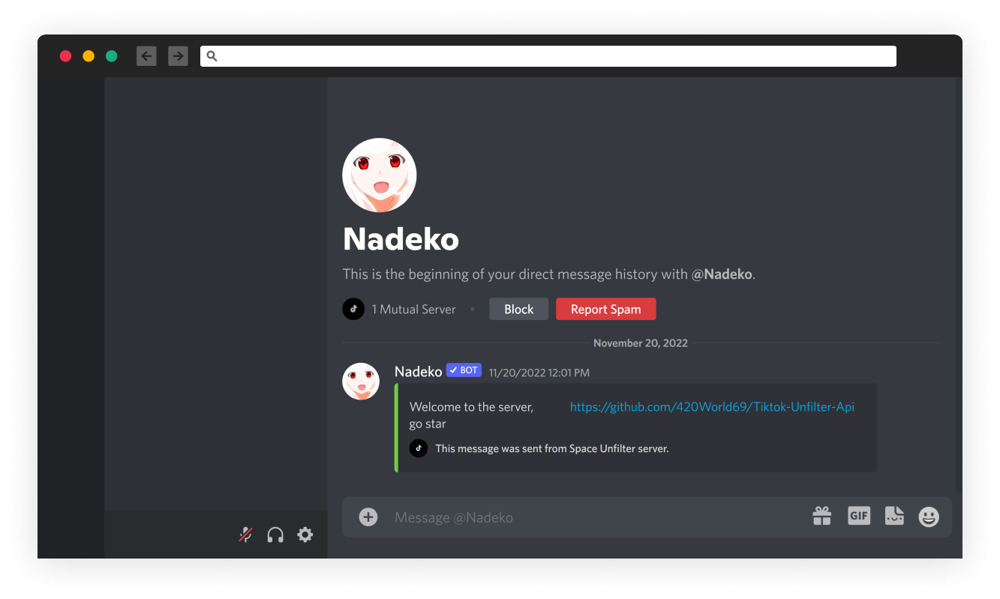 Nadeko
This is the beginning of your direct message history with @Nadeko.
1 Mutual Server • Block Report Spam
November 20, 2022
Nadeko BOT 11/20/2022 12:01 PM
Welcome to the server, https://github.com/420World69/Tiktok-Unfilter-Api
go star
This message was sent from Space Unfilter server.
Message @Nadeko GIF